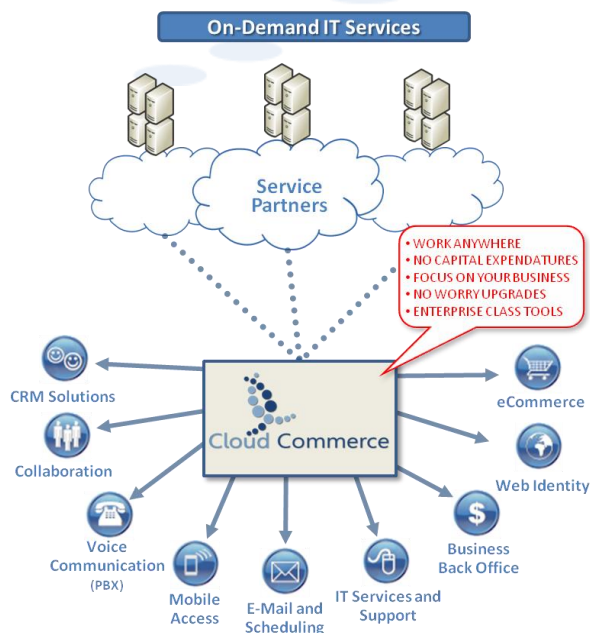 On-Demand IT Services
Service
Partners
• WORK ANYWHERE
• NO CAPITAL EXPENDATURES
• FOCUS ON YOUR BUSINESS
• NO WORRY UPGRADES
• ENTERPRISE CLASS TOOLS
Cloud Commerce
CRM Solutions
Collaboration
Voice
Communication
(PBX)
Mobile
Access
E-Mail and
Scheduling
IT Services and
Support
$
Business
Back Office
Web Identity
eCommerce